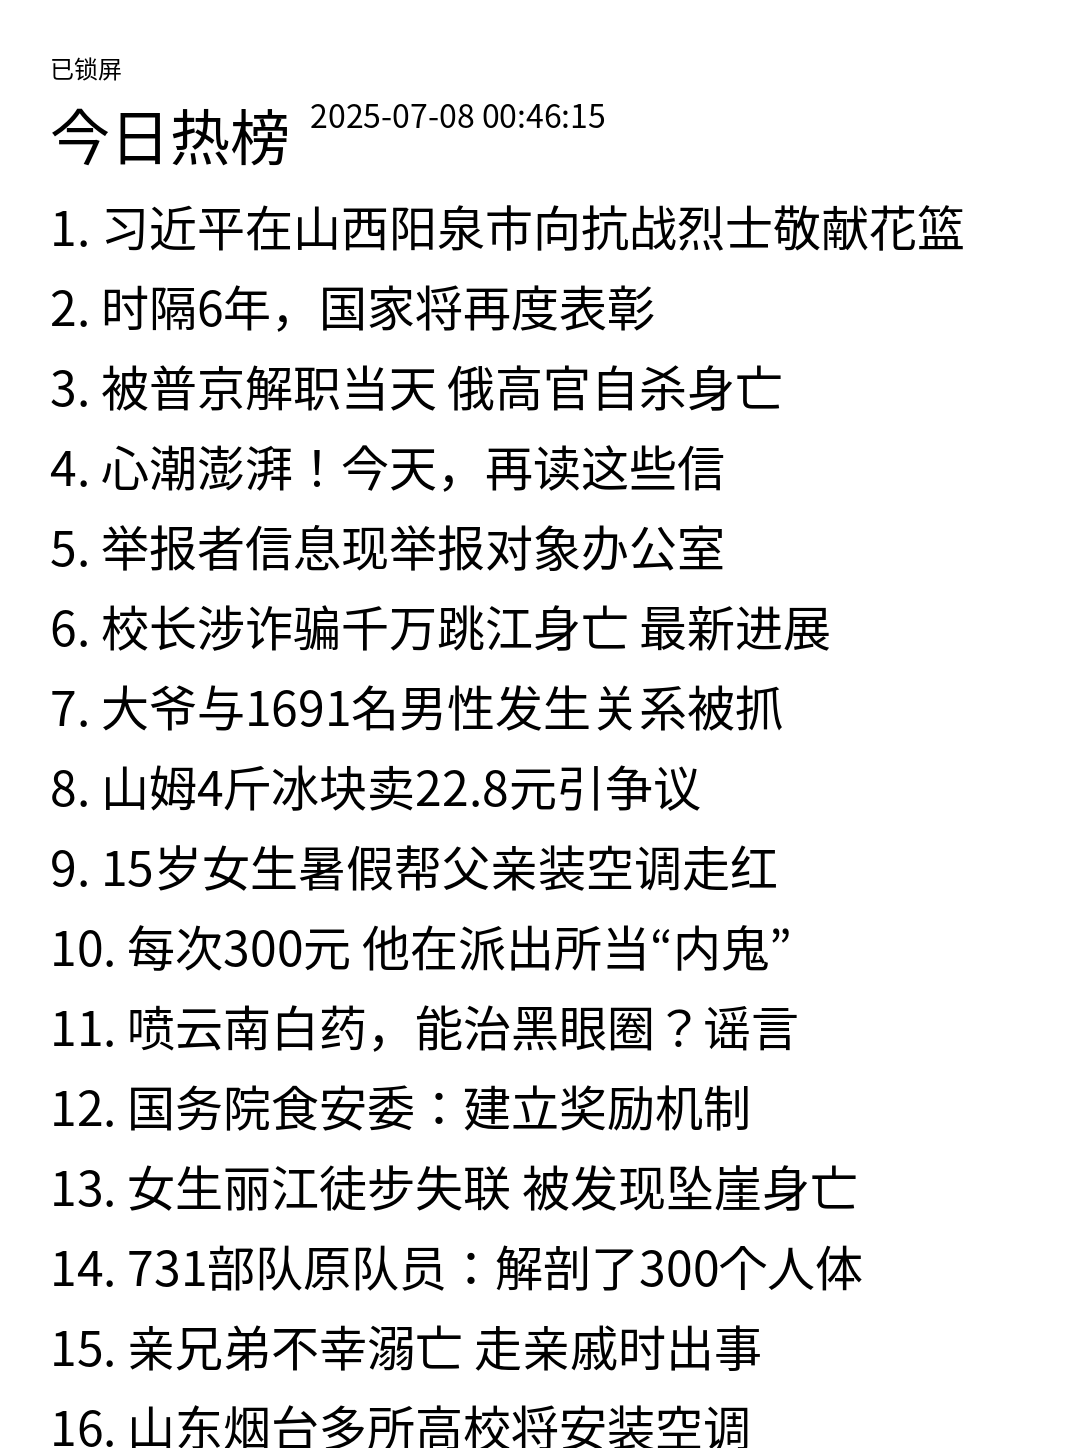 已锁屏
今日热榜 2025-07-08 00:46:15
1. 习近平在山西阳泉市向抗战烈士敬献花篮
2. 时隔6年，国家将再度表彰
3. 被普京解职当天 俄高官自杀身亡
4. 心潮澎湃！今天，再读这些信
5. 举报者信息现举报对象办公室
6. 校长涉诈骗千万跳江身亡 最新进展
7. 大爷与1691名男性发生关系被抓
8. 山姆4斤冰块卖22.8元引争议
9. 15岁女生暑假帮父亲装空调走红
10. 每次300元 他在派出所当“内鬼”
11. 喷云南白药，能治黑眼圈？谣言
12. 国务院食安委：建立奖励机制
13. 女生丽江徒步失联 被发现坠崖身亡
14. 731部队原队员：解剖了300个人体
15. 亲兄弟不幸溺亡 走亲戚时出事
16. 山东烟台多所高校将安装空调